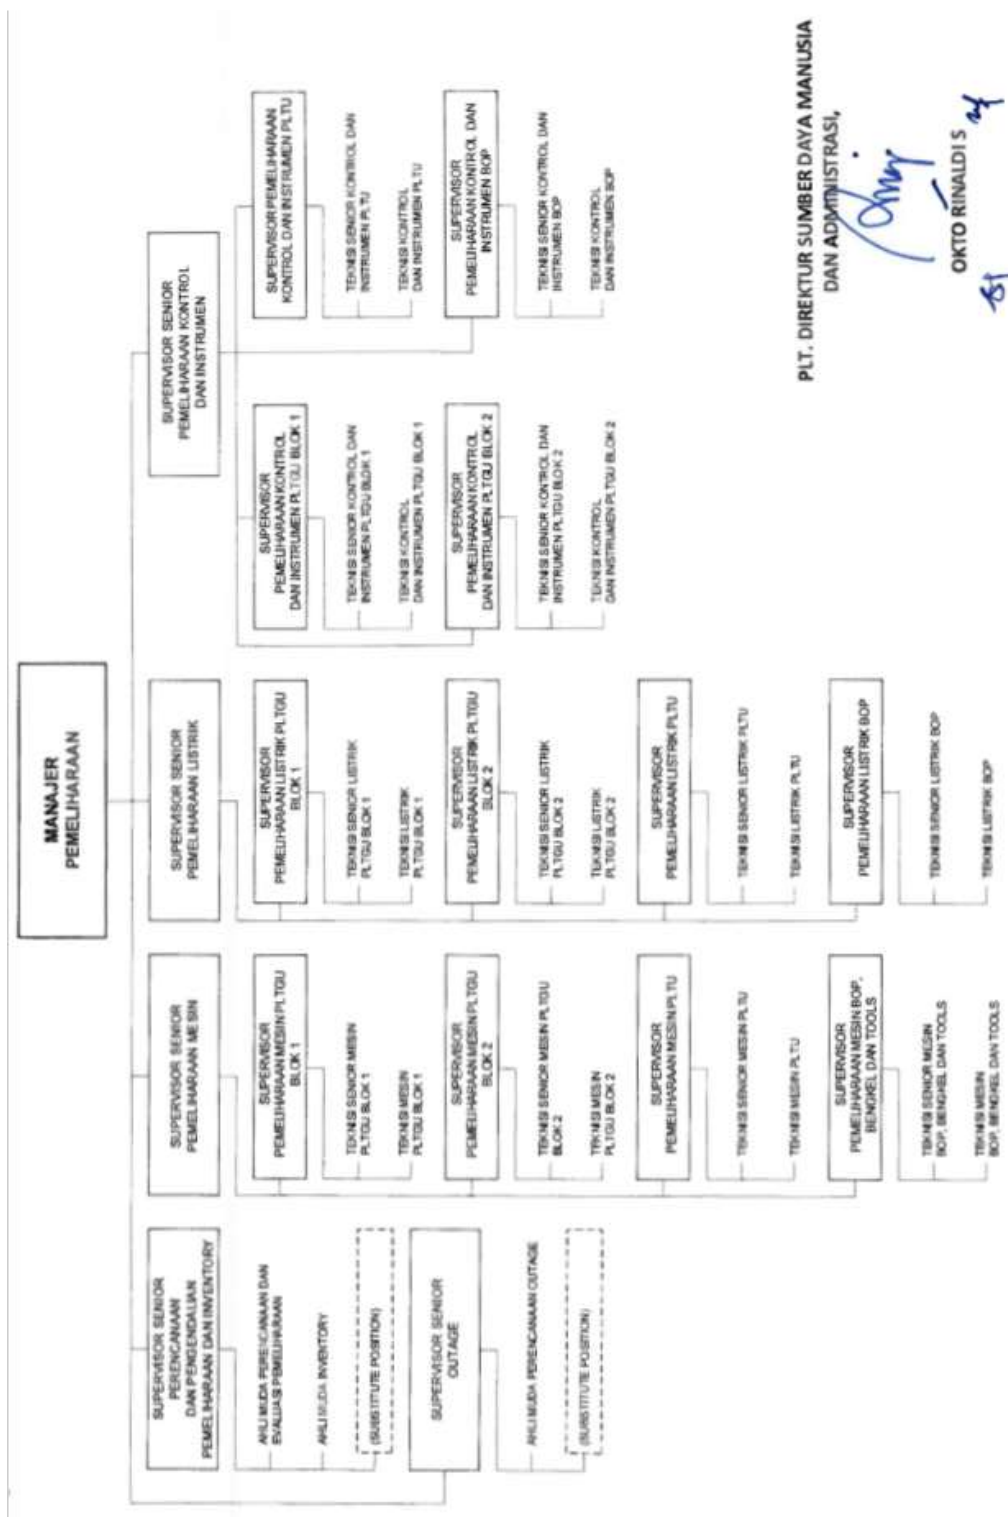 MANAJER
PEMELIHARAAN
SUPERVISOR SENIOR
PERENCANAAN
DAN PENGENDALIAN
PEMELIHARAAN DAN INVENTORY
AHLI MUDA PERENCANAAN DAN
EVALUASI PEMELIHARAAN
AHLI MUDA INVENTORY
(SUBSTITUTE POSITION)
SUPERVISOR SENIOR
OUTAGE
AHLI MUDA PERENCANAAN OUTAGE
(SUBSTITUTE POSITION)
SUPERVISOR SENIOR
PEMELIHARAAN MESIN
SUPERVISOR
PEMELIHARAAN MESIN PLTGU
BLOK 1
TEKNISI SENIOR MESIN
PLTGU BLOK 1
TEKNISI MESIN
PLTGU BLOK 1
SUPERVISOR
PEMELIHARAAN MESIN PLTGU
BLOK 2
TEKNISI SENIOR MESIN PLTGU
BLOK 2
TEKNISI MESIN
PLTGU BLOK 2
SUPERVISOR
PEMELIHARAAN MESIN PLTU
TEKNISI SENIOR MESIN PLTU
TEKNISI MESIN PLTU
SUPERVISOR
PEMELIHARAAN MESIN BOP,
BENGKEL DAN TOOLS
TEKNISI SENIOR MESIN
BOP, BENGKEL DAN TOOLS
TEKNISI MESIN
BOP, BENGKEL DAN TOOLS
SUPERVISOR SENIOR
PEMELIHARAAN LISTRIK
SUPERVISOR
PEMELIHARAAN LISTRIK PLTGU
BLOK 1
TEKNISI SENIOR LISTRIK
PLTGU BLOK 1
TEKNISI LISTRIK
PLTGU BLOK 1
SUPERVISOR
PEMELIHARAAN LISTRIK PLTGU
BLOK 2
TEKNISI SENIOR LISTRIK
PLTGU BLOK 2
TEKNISI LISTRIK
PLTGU BLOK 2
SUPERVISOR
PEMELIHARAAN LISTRIK PLTU
TEKNISI SENIOR LISTRIK PLTU
TEKNISI LISTRIK PLTU
SUPERVISOR
PEMELIHARAAN LISTRIK BOP
TEKNISI SENIOR LISTRIK BOP
TEKNISI LISTRIK BOP
SUPERVISOR SENIOR
PEMELIHARAAN KONTROL
DAN INSTRUMEN
SUPERVISOR
PEMELIHARAAN KONTROL
DAN INSTRUMEN PLTGU BLOK 1
TEKNISI SENIOR KONTROL DAN
INSTRUMEN PLTGU BLOK 1
TEKNISI KONTROL
DAN INSTRUMEN PLTGU BLOK 1
SUPERVISOR
PEMELIHARAAN KONTROL
DAN INSTRUMEN PLTGU BLOK 2
TEKNISI SENIOR KONTROL DAN
INSTRUMEN PLTGU BLOK 2
TEKNISI KONTROL
DAN INSTRUMEN PLTGU BLOK 2
SUPERVISOR PEMELIHARAAN
KONTROL DAN INSTRUMEN PLTU
TEKNISI SENIOR KONTROL DAN
INSTRUMEN PLTU
TEKNISI KONTROL
DAN INSTRUMEN PLTU
SUPERVISOR
PEMELIHARAAN KONTROL DAN
INSTRUMEN BOP
TEKNISI SENIOR KONTROL DAN
INSTRUMEN BOP
TEKNISI KONTROL
DAN INSTRUMEN BOP
PLT. DIREKTUR SUMBER DAYA MANUSIA
DAN ADMINISTRASI,
OKTO RINALDI S